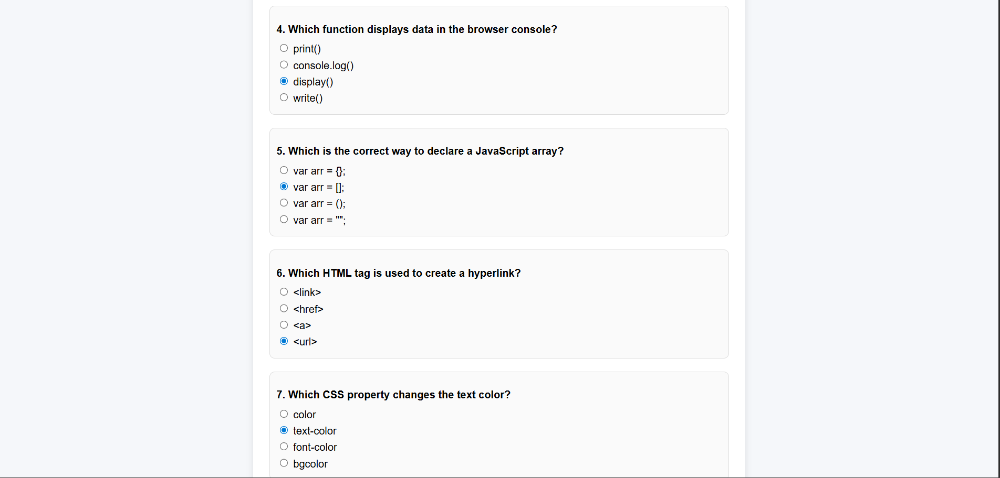 4. Which function displays data in the browser console?
print()
console.log()
display()
write()
5. Which is the correct way to declare a JavaScript array?
var arr = {};
var arr = [];
var arr = ();
var arr = "";
6. Which HTML tag is used to create a hyperlink?
<link>
<href>
<a>
<url>
7. Which CSS property changes the text color?
color
text-color
font-color
bgcolor